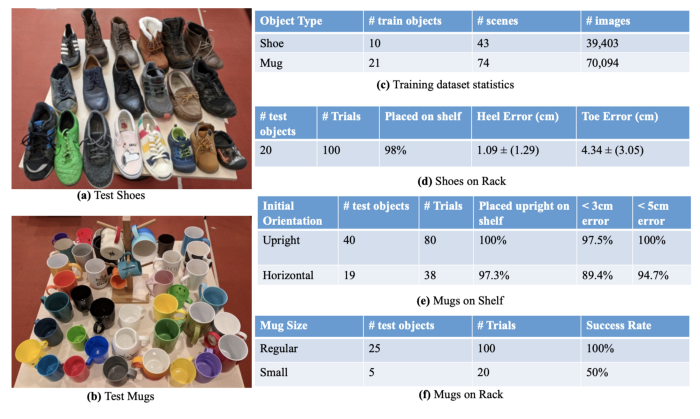 Object Type # train objects # scenes # images
Shoe 10 43 39,403
Mug 21 74 70,094
(c) Training dataset statistics
# test objects # Trials Placed on shelf Heel Error (cm) Toe Error (cm)
20 100 98% 1.09 ± (1.29) 4.34 ± (3.05)
(d) Shoes on Rack
(a) Test Shoes
Initial Orientation # test objects # Trials Placed upright on shelf < 3cm error < 5cm error
Upright 40 80 100% 97.5% 100%
Horizontal 19 38 97.3% 89.4% 94.7%
(e) Mugs on Shelf
Mug Size # test objects # Trials Success Rate
Regular 25 100 100%
Small 5 20 50%
(b) Test Mugs
(f) Mugs on Rack